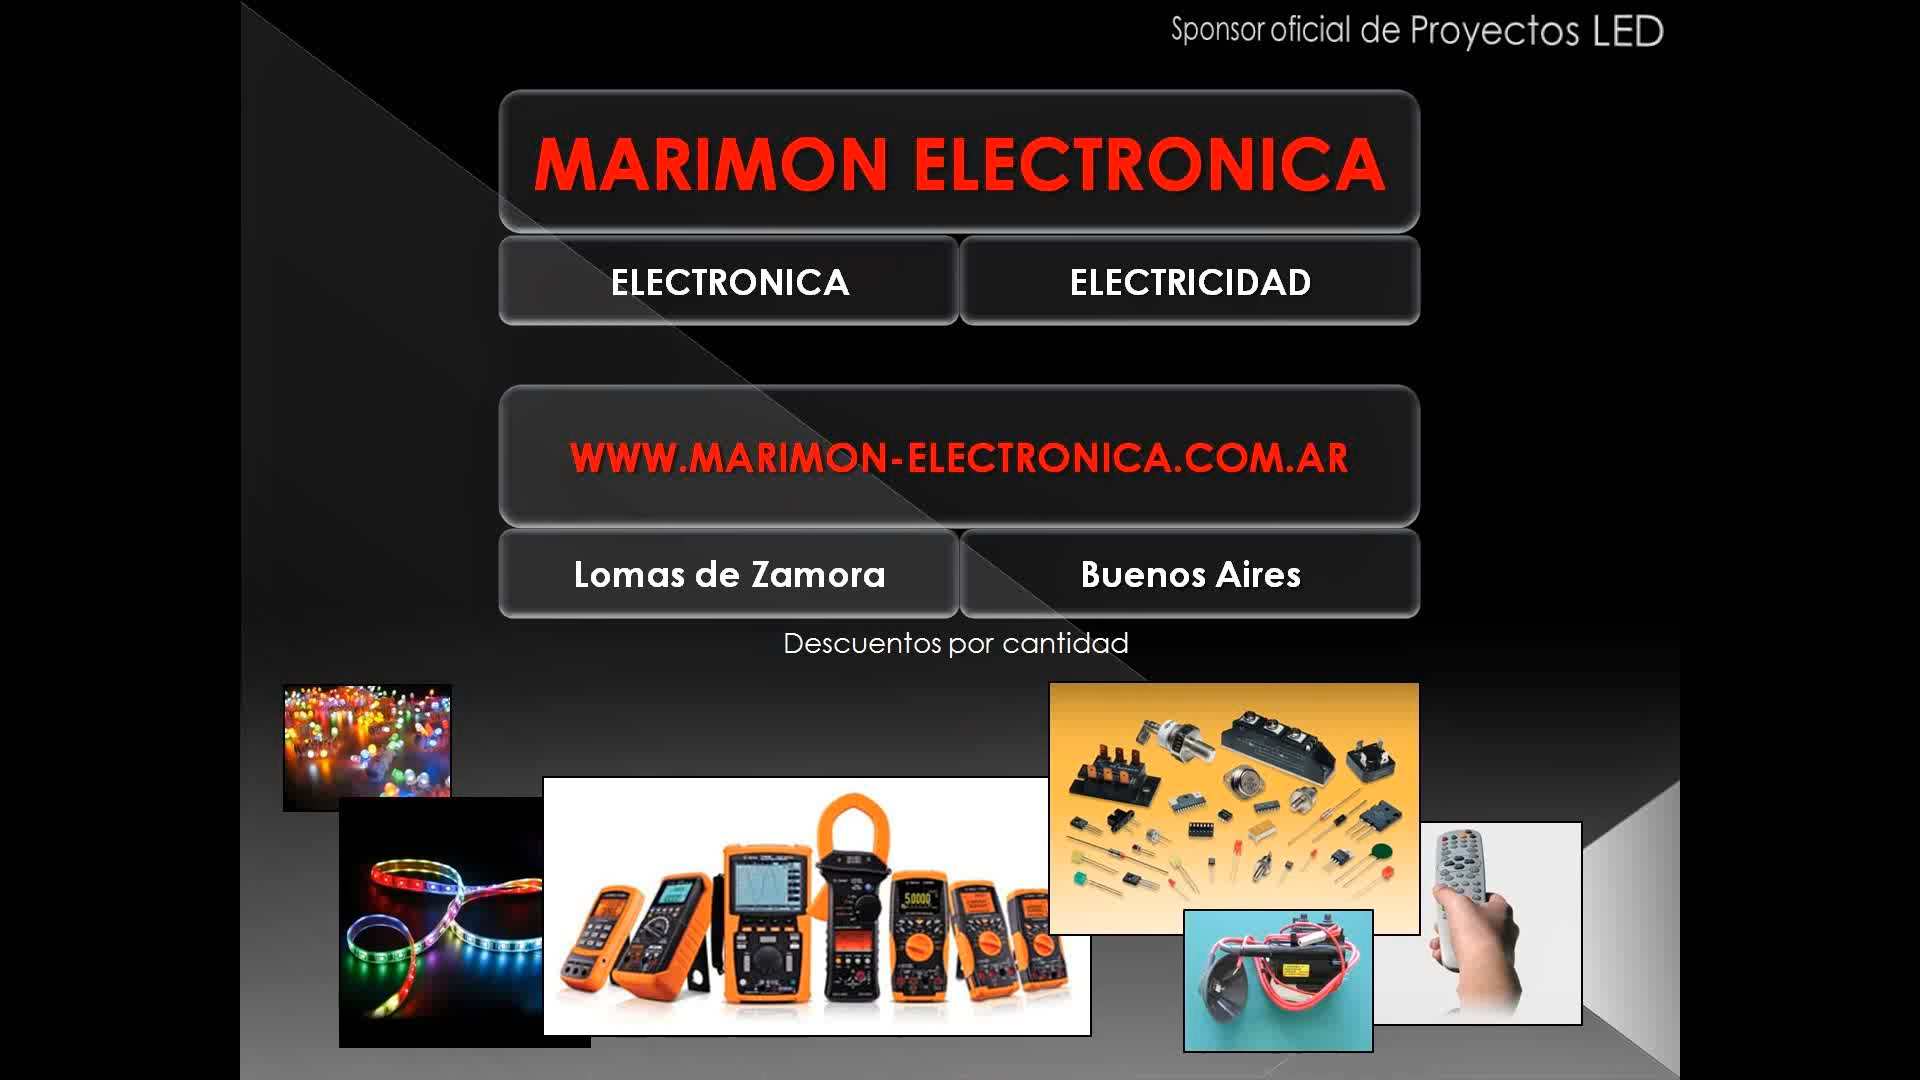 Sponsor oficial de Proyectos LED
MARIMON ELECTRONICA
ELECTRONICA
ELECTRICIDAD
WWW.MARIMON-ELECTRONICA.COM.AR
Lomas de Zamora
Buenos Aires
Descuentos por cantidad
50000